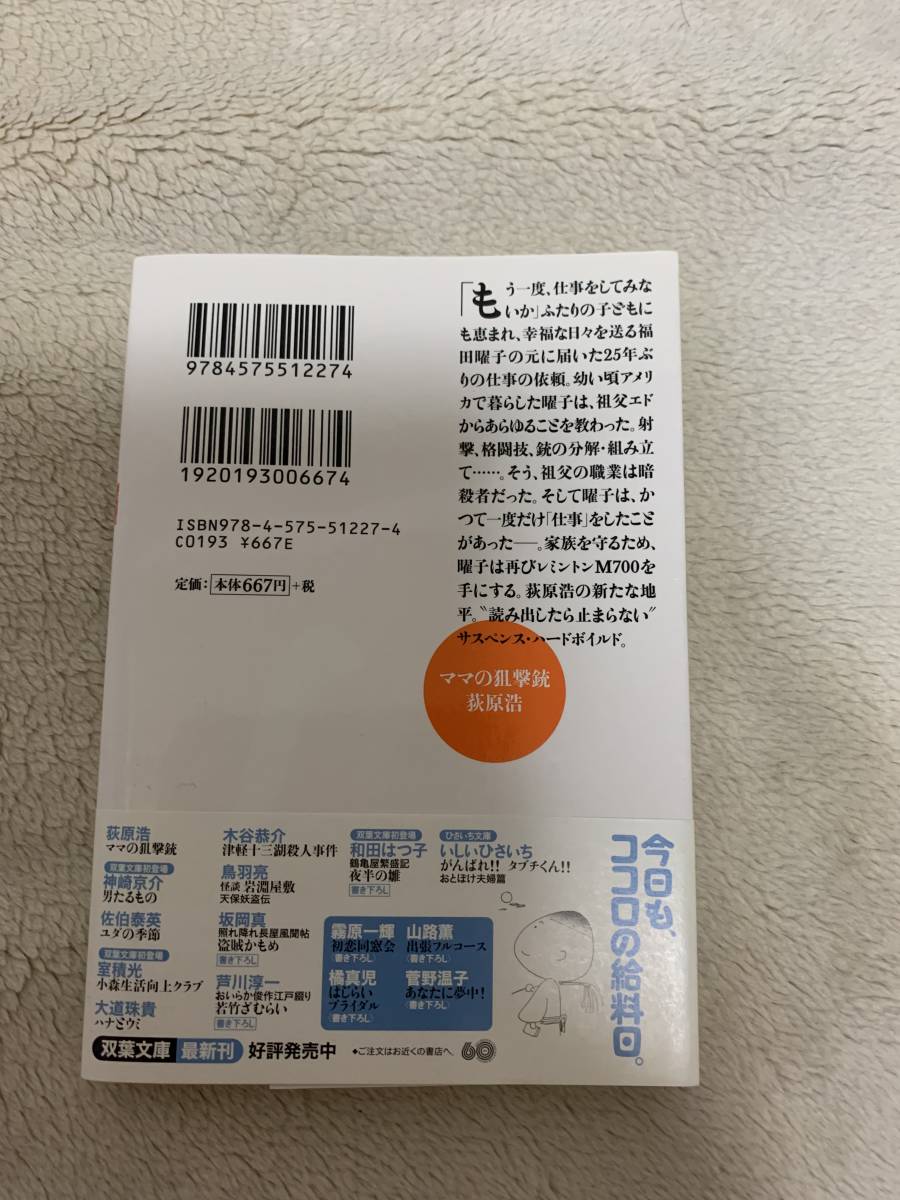 9784575512274
1920193006674
ISBN978-4-575-51227-4
C0193 ¥667E
定価：本体667円＋税
「もう一度、仕事をしてみな
いか」ふたりの子どもに
も恵まれ、幸福な日々を送る福
田曜子の元に届いた25年ぶ
りの仕事の依頼。幼い頃アメリ
カで暮らした曜子は、祖父エド
からあらゆることを教わった。射
撃、格闘技、銃の分解・組み立
て……。そう、祖父の職業は暗
殺者だった。そして曜子は、か
つて一度だけ「仕事」をしたこと
があった──。家族を守るため、
曜子は再びレミントンM700を
手にする。荻原浩の新たな地
平。〝読み出したら止まらない〟
サスペンス・ハードボイルド。
ママの狙撃銃
荻原浩
荻原浩
ママの狙撃銃
双葉文庫初登場
神崎京介
男たるもの
佐伯泰英
ユダの季節
双葉文庫初登場
室積光
小森生活向上クラブ
大道珠貴
ハナとウミ
木谷恭介
津軽十三湖殺人事件
鳥羽亮
怪談 岩淵屋敷
天保妖盗伝
坂岡真
照れ降れ長屋風聞帖
盗賊かもめ
書き下ろし
芦川淳一
おいらか俊作江戸綴り
若竹ざむらい
書き下ろし
双葉文庫初登場
和田はつ子
鶴亀屋繁盛記
夜半の雛
書き下ろし
ひさいち文庫
いしいひさいち
がんばれ!! タブチくん!!
おとぼけ夫婦篇
霧原一輝
初恋同窓会
〈書き下ろし〉
山路薫
出張フルコース
〈書き下ろし〉
橘真児
はじらい
ブライダル
〈書き下ろし〉
菅野温子
あなたに夢中！
〈書き下ろし〉
今日も、
ココロの給料日。
双葉文庫 最新刊 好評発売中
◆ご注文はお近くの書店へ。
60